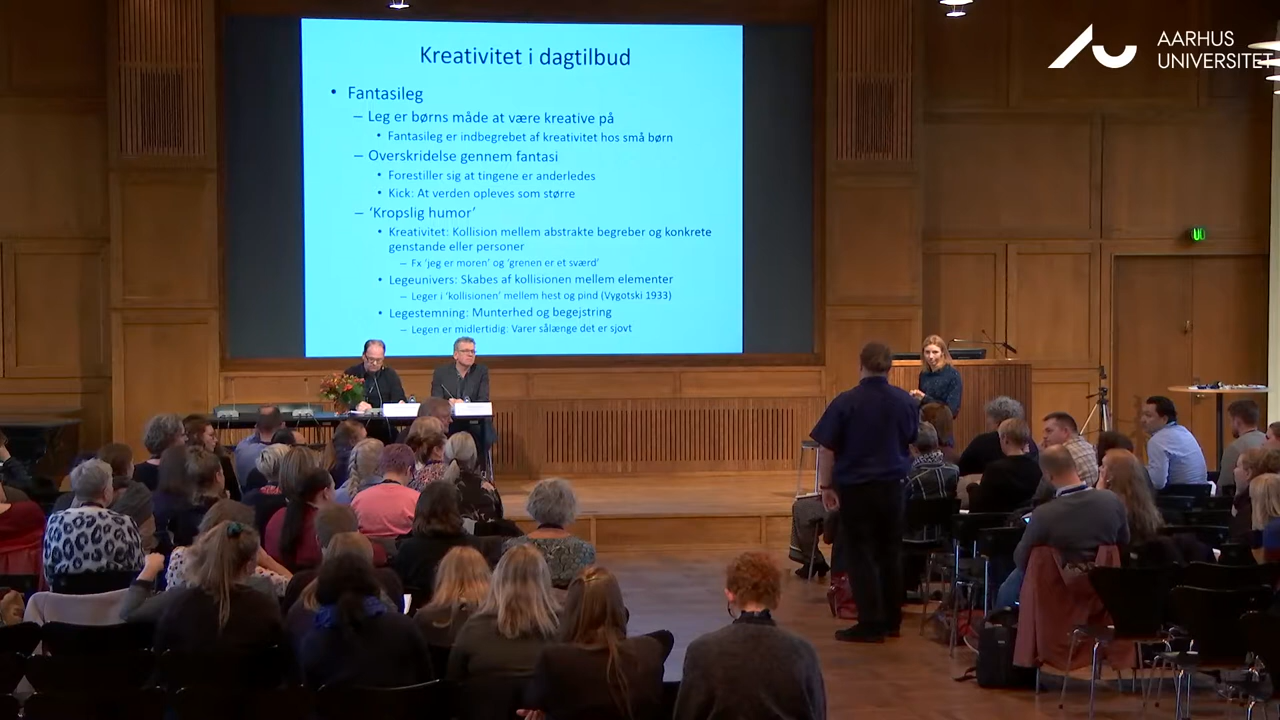 Kreativitet i dagtilbud
• Fantasileg
– Leg er børns måde at være kreative på
• Fantasileg er indbegrebet af kreativitet hos små børn
– Overskridelse gennem fantasi
• Forestiller sig at tingene er anderledes
• Kick: At verden opleves som større
– ‘Kropslig humor’
• Kreativitet: Kollision mellem abstrakte begreber og konkrete
genstande eller personer
– Fx ‘jeg er moren’ og ‘grenen er et sværd’
• Legeunivers: Skabes af kollisionen mellem elementer
– Leger i ‘kollisionen’ mellem hest og pind (Vygotski 1933)
• Legestemning: Munterhed og begejstring
– Legen er midlertidig: Varer sålænge det er sjovt
AARHUS
UNIVERSITET